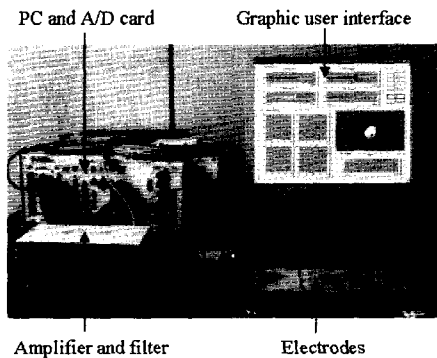 PC and A/D card
Graphic user interface
Amplifier and filter
Electrodes